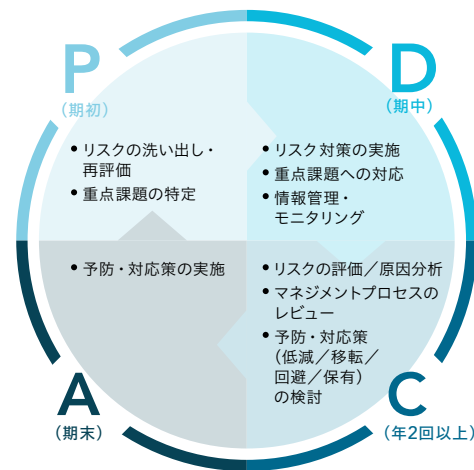 P
(期初)
• リスクの洗い出し・
再評価
• 重点課題の特定
D
(期中)
• リスク対策の実施
• 重点課題への対応
• 情報管理・
モニタリング
• 予防・対応策の実施
A
(期末)
• リスクの評価／原因分析
• マネジメントプロセスの
レビュー
• 予防・対応策
(低減／移転／
回避／保有)
の検討
C
(年2回以上)